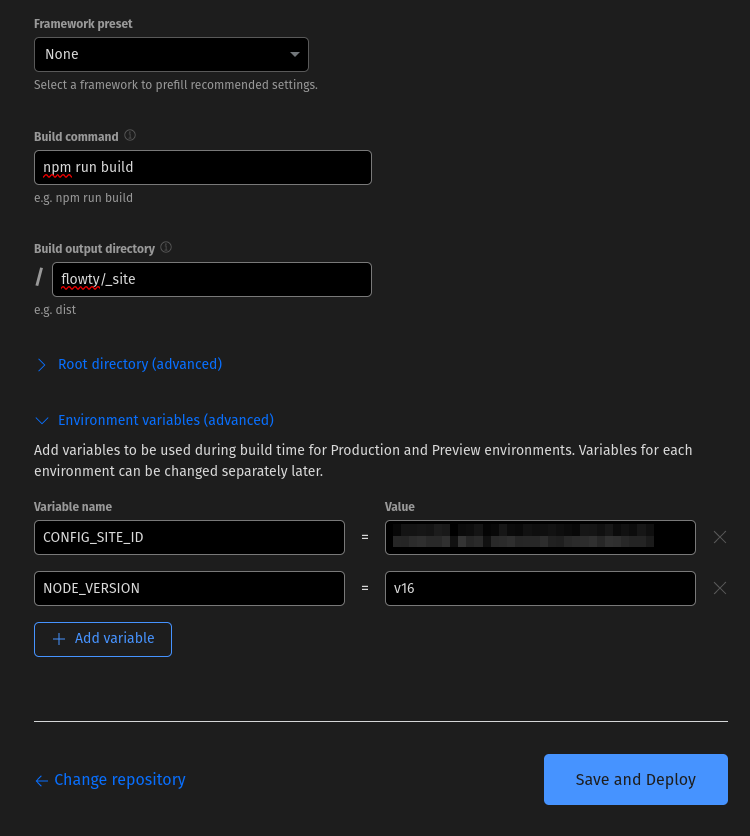 Framework preset
None
Select a framework to prefill recommended settings.
Build command
npm run build
e.g. npm run build
Build output directory
/ flowty/_site
e.g. dist
Root directory (advanced)
Environment variables (advanced)
Add variables to be used during build time for Production and Preview environments. Variables for each
environment can be changed separately later.
Variable name Value
CONFIG_SITE_ID =
NODE_VERSION = v16
+ Add variable
← Change repository Save and Deploy